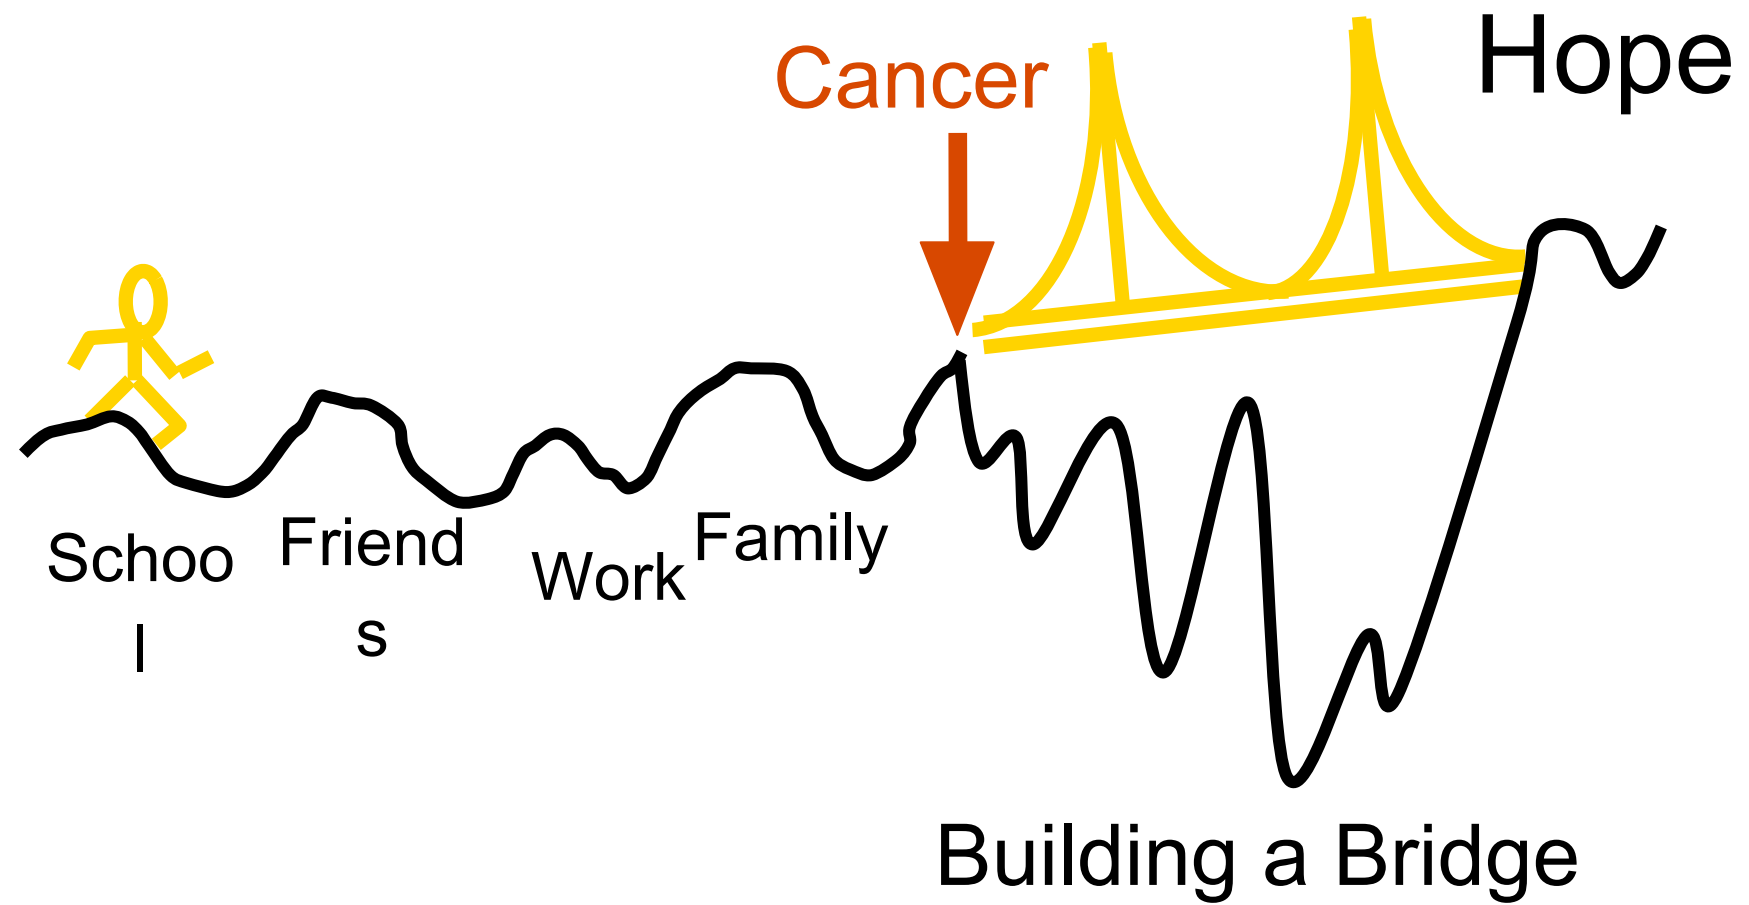 Hope
Cancer
Schoo
l
Friend
s
Work
Family
Building a Bridge